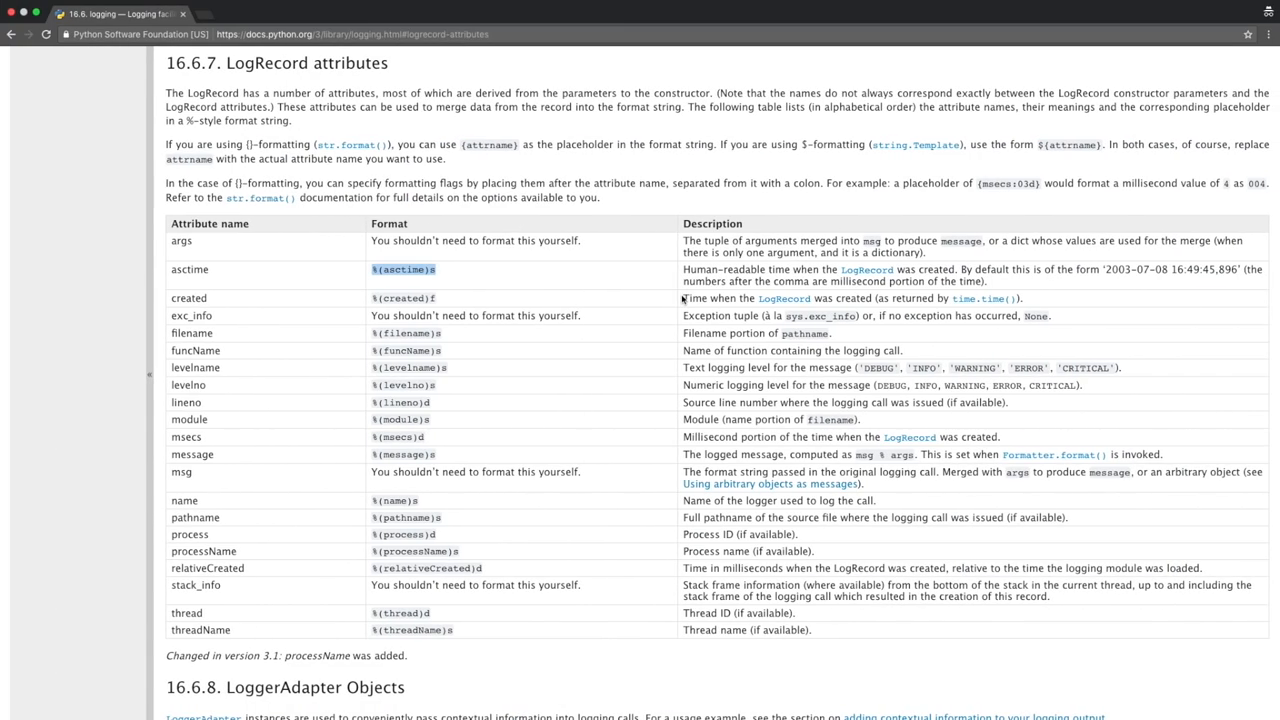 16.6. logging — Logging facil
Python Software Foundation [US] https://docs.python.org/3/library/logging.html#logrecord-attributes
16.6.7. LogRecord attributes
The LogRecord has a number of attributes, most of which are derived from the parameters to the constructor. (Note that the names do not always correspond exactly between the LogRecord constructor parameters and the
LogRecord attributes.) These attributes can be used to merge data from the record into the format string. The following table lists (in alphabetical order) the attribute names, their meanings and the corresponding placeholder
in a %-style format string.
If you are using {}-formatting (str.format()), you can use {attrname} as the placeholder in the format string. If you are using $-formatting (string.Template), use the form ${attrname}. In both cases, of course, replace
attrname with the actual attribute name you want to use.
In the case of {}-formatting, you can specify formatting flags by placing them after the attribute name, separated from it with a colon. For example: a placeholder of {msecs:03d} would format a millisecond value of 4 as 004.
Refer to the str.format() documentation for full details on the options available to you.
Attribute name Format Description
args You shouldn't need to format this yourself. The tuple of arguments merged into msg to produce message, or a dict whose values are used for the merge (when
there is only one argument, and it is a dictionary).
asctime %(asctime)s Human-readable time when the LogRecord was created. By default this is of the form '2003-07-08 16:49:45,896' (the
numbers after the comma are millisecond portion of the time).
created %(created)f Time when the LogRecord was created (as returned by time.time()).
exc_info You shouldn't need to format this yourself. Exception tuple (à la sys.exc_info) or, if no exception has occurred, None.
filename %(filename)s Filename portion of pathname.
funcName %(funcName)s Name of function containing the logging call.
levelname %(levelname)s Text logging level for the message ('DEBUG', 'INFO', 'WARNING', 'ERROR', 'CRITICAL').
levelno %(levelno)s Numeric logging level for the message (DEBUG, INFO, WARNING, ERROR, CRITICAL).
lineno %(lineno)d Source line number where the logging call was issued (if available).
module %(module)s Module (name portion of filename).
msecs %(msecs)d Millisecond portion of the time when the LogRecord was created.
message %(message)s The logged message, computed as msg % args. This is set when Formatter.format() is invoked.
msg You shouldn't need to format this yourself. The format string passed in the original logging call. Merged with args to produce message, or an arbitrary object (see
Using arbitrary objects as messages).
name %(name)s Name of the logger used to log the call.
pathname %(pathname)s Full pathname of the source file where the logging call was issued (if available).
process %(process)d Process ID (if available).
processName %(processName)s Process name (if available).
relativeCreated %(relativeCreated)d Time in milliseconds when the LogRecord was created, relative to the time the logging module was loaded.
stack_info You shouldn't need to format this yourself. Stack frame information (where available) from the bottom of the stack in the current thread, up to and including the
stack frame of the logging call which resulted in the creation of this record.
thread %(thread)d Thread ID (if available).
threadName %(threadName)s Thread name (if available).
Changed in version 3.1: processName was added.
16.6.8. LoggerAdapter Objects
LoggerAdapter instances are used to conveniently pass contextual information into logging calls. For a usage example, see the section on adding contextual information to your logging output.